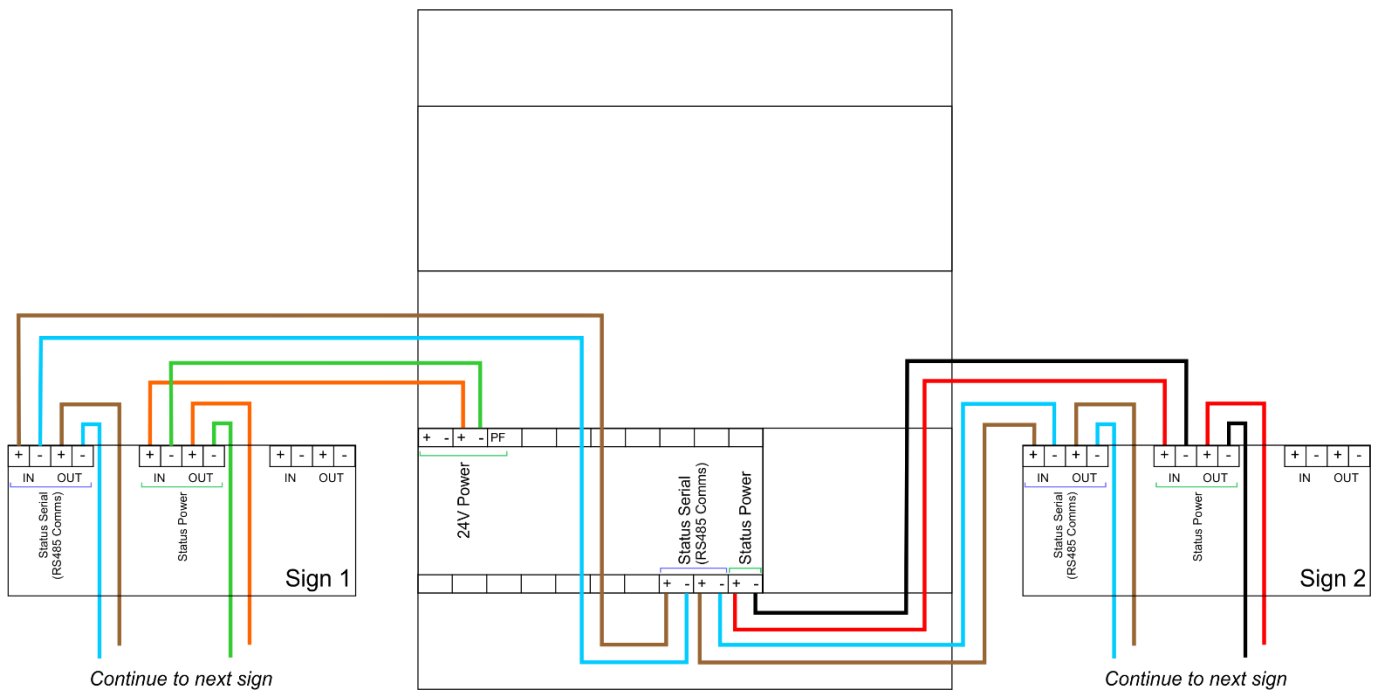 + - + - PF
24V Power
Status Serial
(RS485 Comms)
Status Power
+ - + - + -
+ - + -
IN OUT
Status Serial
(RS485 Comms)
+ - + -
IN OUT
Status Power
+ - + -
IN OUT
Sign 1
Continue to next sign
+ - + -
IN OUT
Status Serial
(RS485 Comms)
+ - + -
IN OUT
Status Power
+ - + -
IN OUT
Sign 2
Continue to next sign